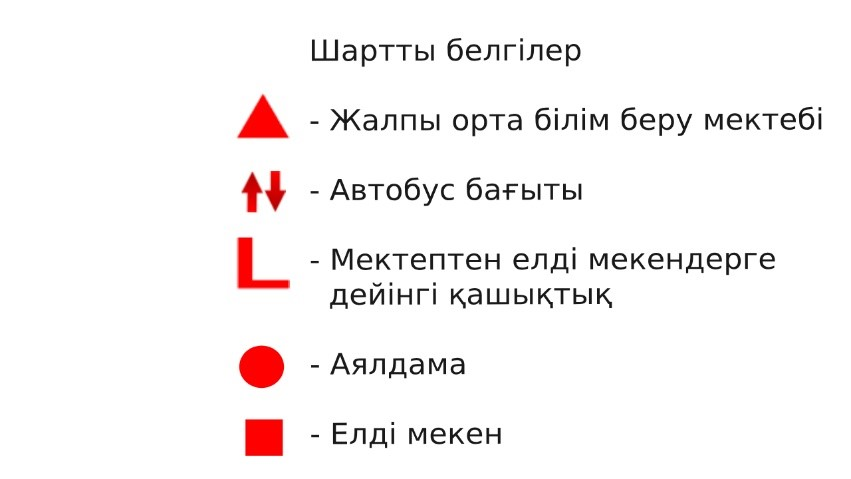 Шартты белгілер
- Жалпы орта білім беру мектебі
- Автобус бағыты
- Мектептен елді мекендерге
дейінгі қашықтық
- Аялдама
- Елді мекен